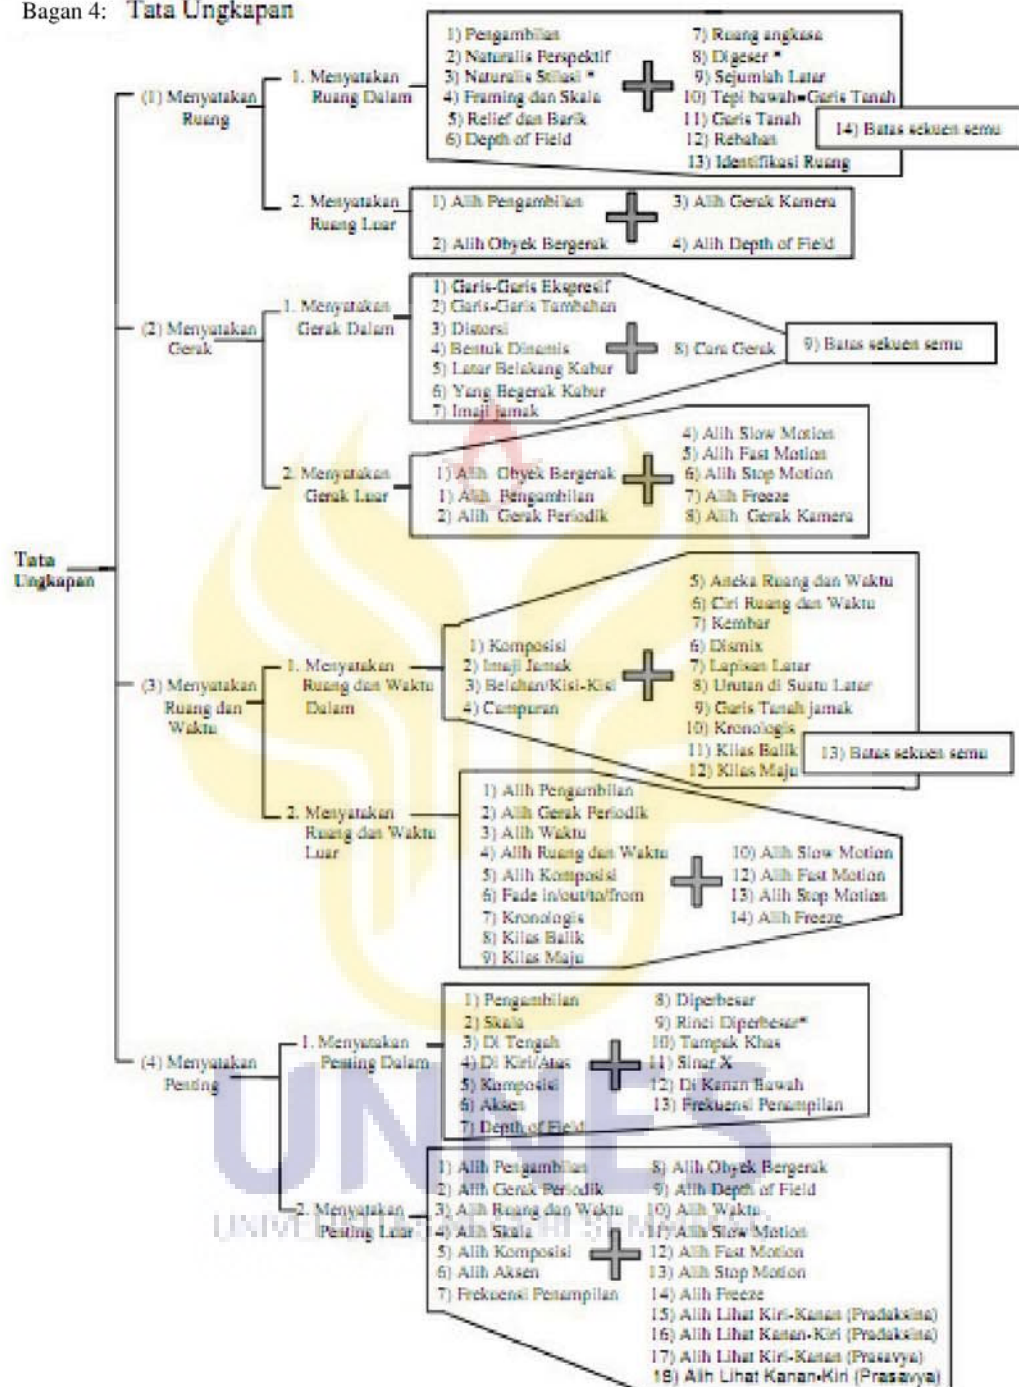 Bagan 4: Tata Ungkapan
Tata
Ungkapan
(1) Menyatakan
Ruang
1. Menyatakan
Ruang Dalam
1) Pengambilan
2) Naturalis Perspektif
3) Naturalis Stilasi *
4) Framing dan Skala
5) Relief dan Barik
6) Depth of Field
7) Ruang angkasa
8) Digeser *
9) Sejumlah Latar
10) Tepi bawah=Garis Tanah
11) Garis Tanah
12) Rebahan
13) Identifikasi Ruang
14) Batas sekuen semu
2. Menyatakan
Ruang Luar
1) Alih Pengambilan
2) Alih Obyek Bergerak
3) Alih Gerak Kamera
4) Alih Depth of Field
(2) Menyatakan
Gerak
1. Menyatakan
Gerak Dalam
1) Garis-Garis Ekspresif
2) Garis-Garis Tambahan
3) Distorsi
4) Bentuk Dinamis
5) Latar Belakang Kabur
6) Yang Begerak Kabur
7) Imaji jamak
8) Cara Gerak
9) Batas sekuen semu
2. Menyatakan
Gerak Luar
1) Alih Obyek Bergerak
1) Alih Pengambilan
2) Alih Gerak Periodik
4) Alih Slow Motion
5) Alih Fast Motion
6) Alih Stop Motion
7) Alih Freeze
8) Alih Gerak Kamera
(3) Menyatakan
Ruang dan
Waktu
1. Menyatakan
Ruang dan Waktu
Dalam
1) Komposisi
2) Imaji Jamak
3) Belahan/Kisi-Kisi
4) Campuran
5) Aneka Ruang dan Waktu
6) Ciri Ruang dan Waktu
7) Kembar
6) Dismix
7) Lapisan Latar
8) Urutan di Suatu Latar
9) Garis Tanah jamak
10) Kronologis
11) Kilas Balik
12) Kilas Maju
13) Batas sekuen semu
2. Menyatakan
Ruang dan Waktu
Luar
1) Alih Pengambilan
2) Alih Gerak Periodik
3) Alih Waktu
4) Alih Ruang dan Waktu
5) Alih Komposisi
6) Fade in/out/to/from
7) Kronologis
8) Kilas Balik
9) Kilas Maju
10) Alih Slow Motion
12) Alih Fast Motion
13) Alih Stop Motion
14) Alih Freeze
(4) Menyatakan
Penting
1. Menyatakan
Penting Dalam
1) Pengambilan
2) Skala
3) Di Tengah
4) Di Kiri/Atas
5) Komposisi
6) Aksen
7) Depth of Field
8) Diperbesar
9) Rinci Diperbesar*
10) Tampak Khas
11) Sinar X
12) Di Kanan Bawah
13) Frekuensi Penampilan
2. Menyatakan
Penting Luar
1) Alih Pengambilan
2) Alih Gerak Periodik
3) Alih Ruang dan Waktu
4) Alih Skala
5) Alih Komposisi
6) Alih Aksen
7) Frekuensi Penampilan
8) Alih Obyek Bergerak
9) Alih Depth of Field
10) Alih Waktu
11) Alih Slow Motion
12) Alih Fast Motion
13) Alih Stop Motion
14) Alih Freeze
15) Alih Lihat Kiri-Kanan (Pradaksina)
16) Alih Lihat Kanan-Kiri (Pradaksina)
17) Alih Lihat Kiri-Kanan (Prasavya)
18) Alih Lihat Kanan-Kiri (Prasavya)
UNNES